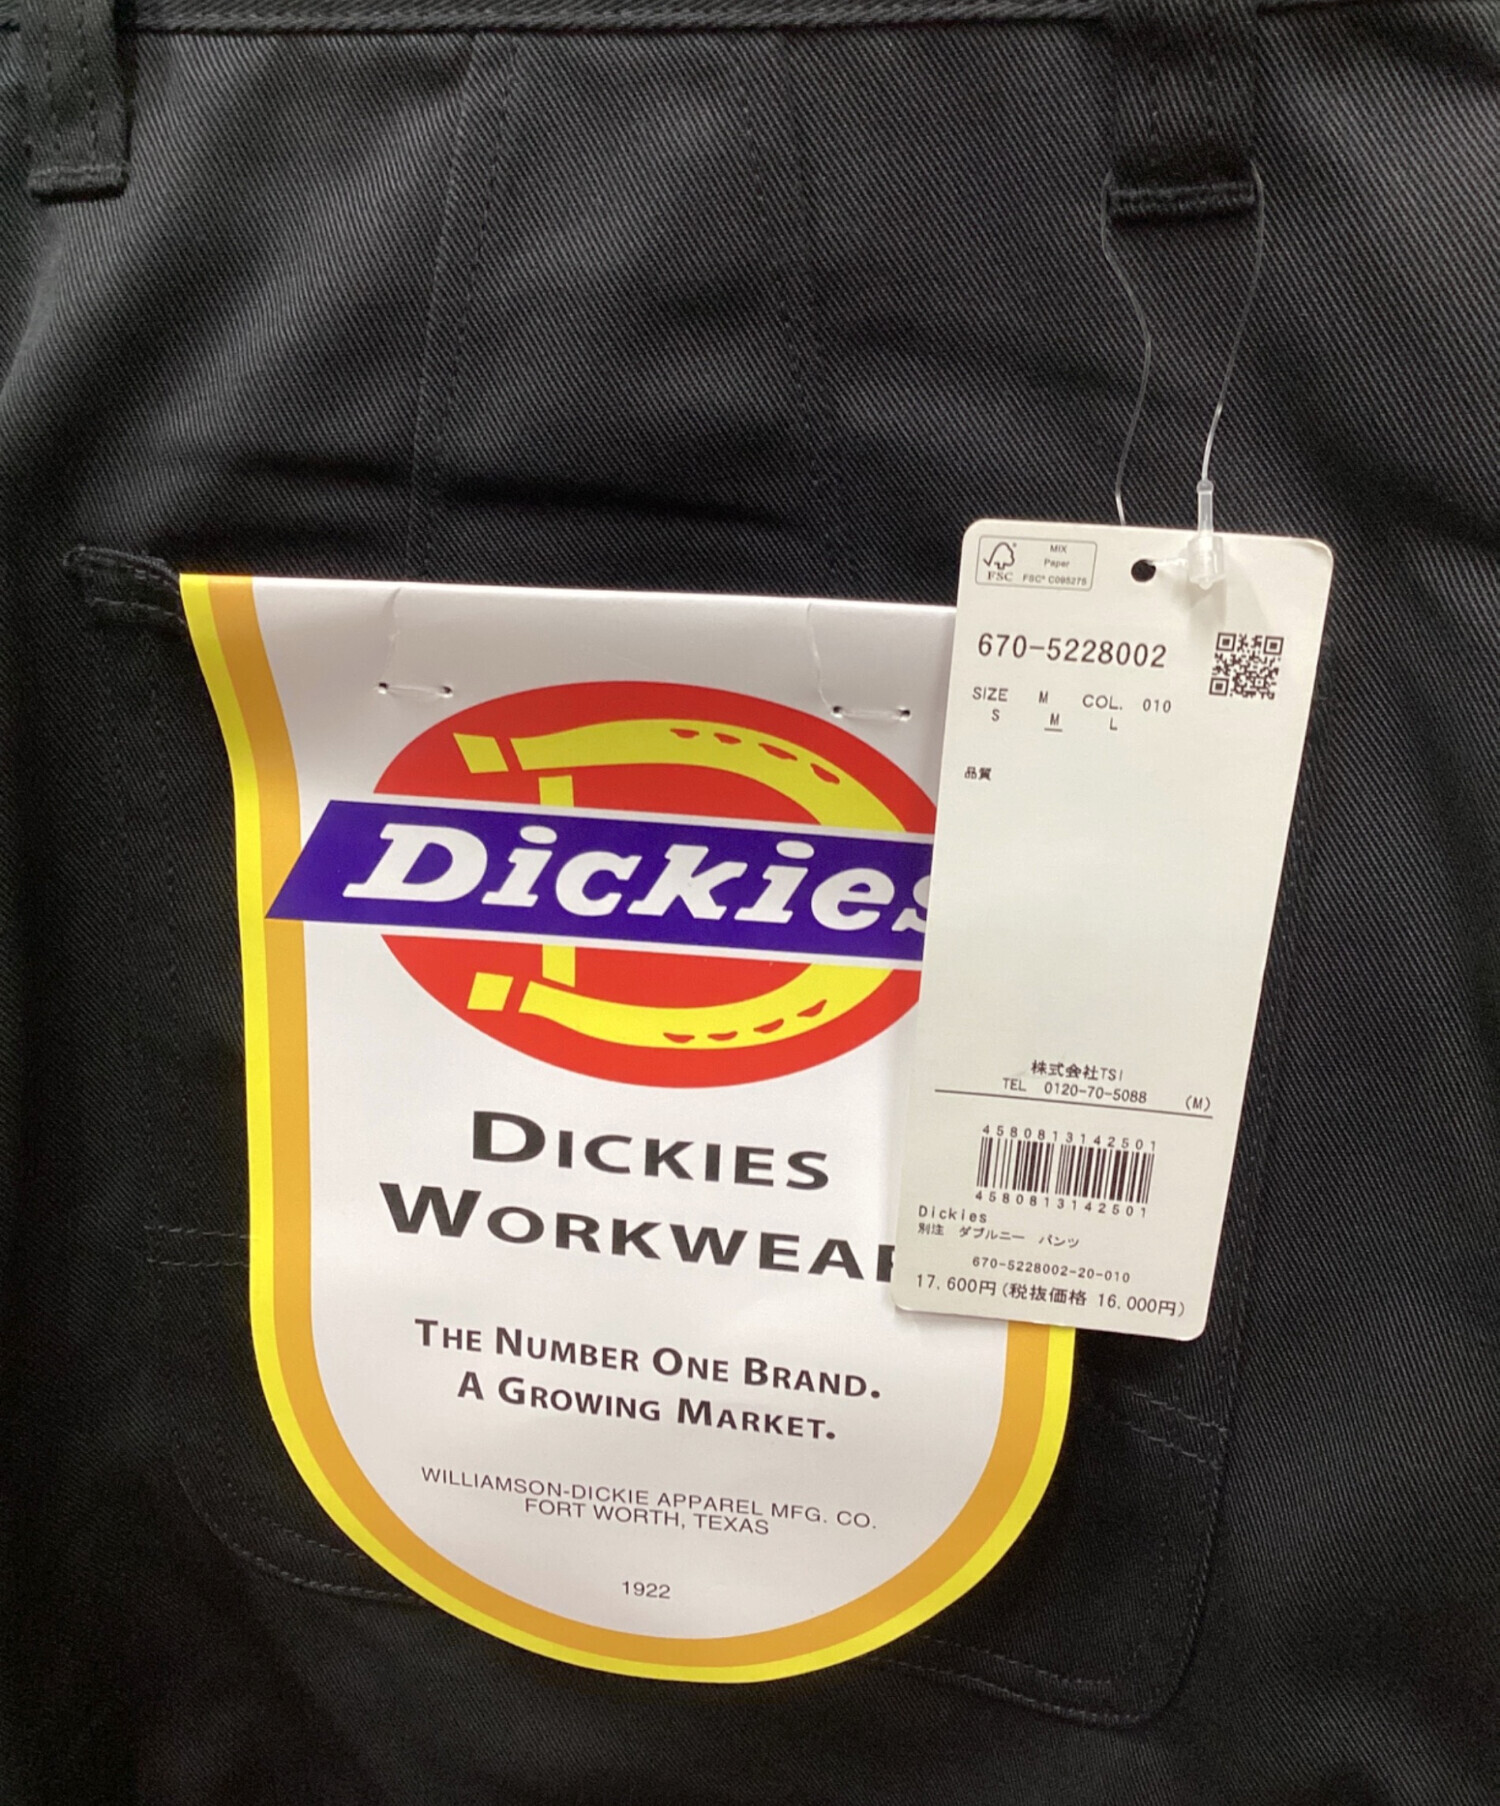 Dickies
DICKIES
WORKWEAR
THE NUMBER ONE BRAND.
A GROWING MARKET.
WILLIAMSON-DICKIE APPAREL MFG. CO.
FORT WORTH, TEXAS
1922
FSC
MIX
Paper
FSC® C095275
670-5228002
SIZE M COL. 010
S M L
品質
株式会社TSI
TEL 0120-70-5088 (M)
4580813142501
4580813142501
Dickies
別注 ダブルニー パンツ
670-5228002-20-010
17.600円(税抜価格 16.000円)